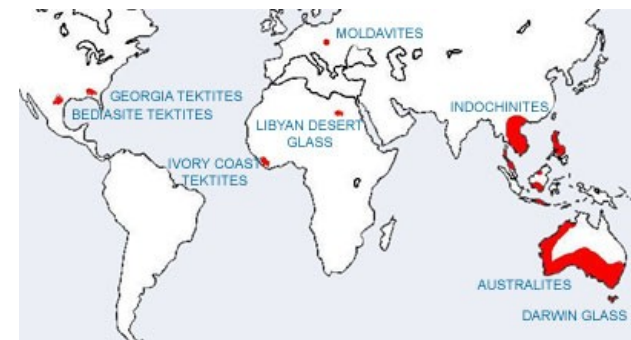 MOLDAVITES
GEORGIA TEKTITES
BEDIASITE TEKTITES
INDOCHINITES
LIBYAN DESERT
GLASS
IVORY COAST
TEKTITES
AUSTRALITES
DARWIN GLASS